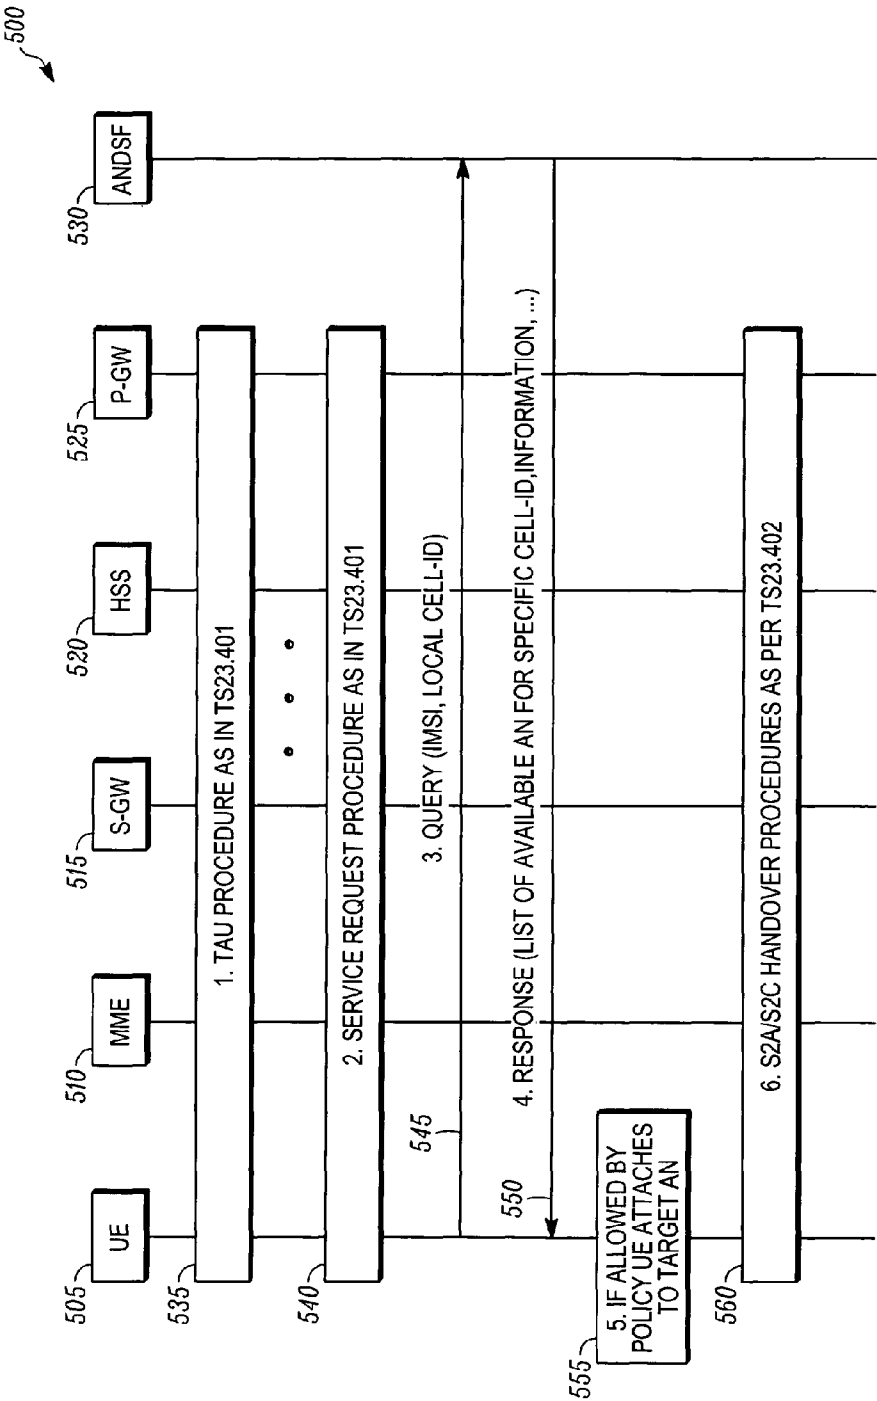 500
505
UE
510
MME
515
S-GW
520
HSS
525
P-GW
530
ANDSF
535
1. TAU PROCEDURE AS IN TS23.401
540
2. SERVICE REQUEST PROCEDURE AS IN TS23.401
545
3. QUERY (IMSI, LOCAL CELL-ID)
550
4. RESPONSE (LIST OF AVAILABLE AN FOR SPECIFIC CELL-ID,INFORMATION, ...)
555
5. IF ALLOWED BY
POLICY UE ATTACHES
TO TARGET AN
560
6. S2A/S2C HANDOVER PROCEDURES AS PER TS23.402